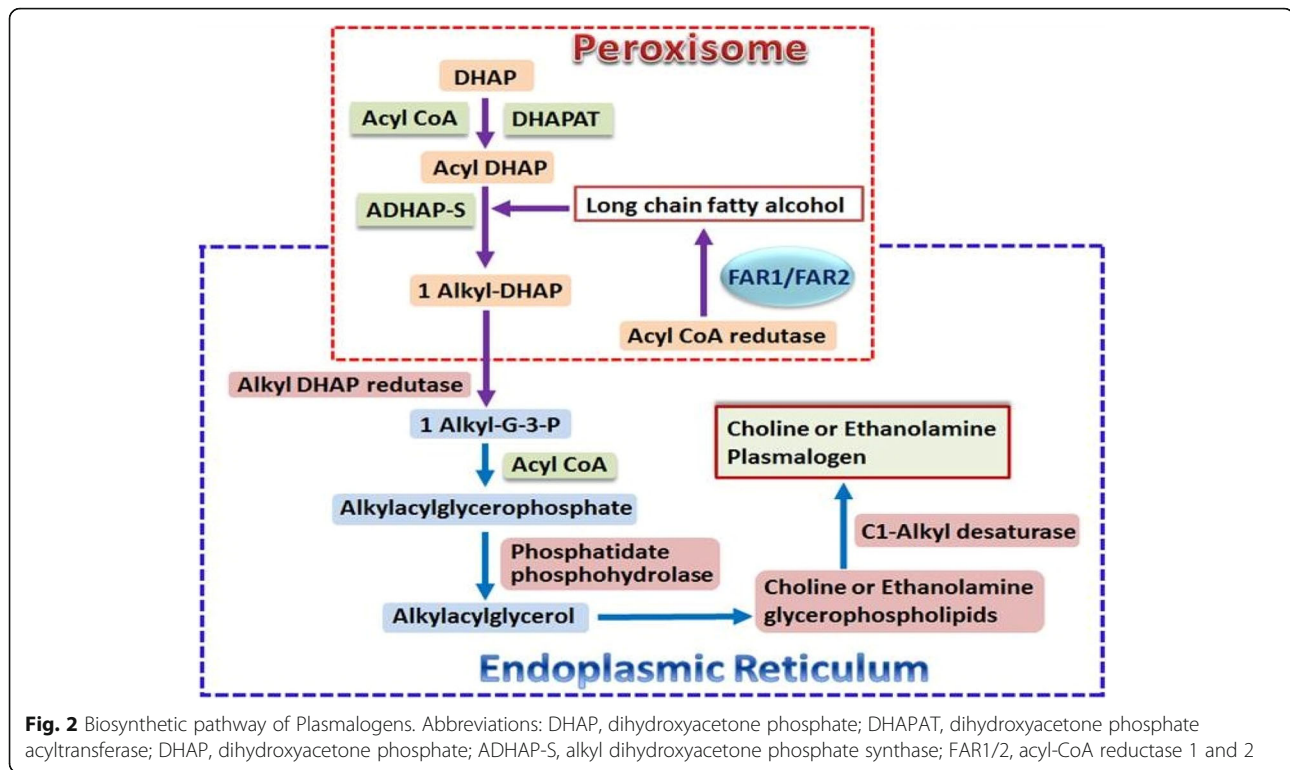 Peroxisome
DHAP
Acyl CoA
DHAPAT
Acyl DHAP
ADHAP-S
Long chain fatty alcohol
FAR1/FAR2
1 Alkyl-DHAP
Acyl CoA redutase
Alkyl DHAP redutase
1 Alkyl-G-3-P
Acyl CoA
Alkylacylglycerophosphate
Phosphatidate
phosphohydrolase
Alkylacylglycerol
Choline or Ethanolamine
glycerophospholipids
C1-Alkyl desaturase
Choline or Ethanolamine
Plasmalogen
Endoplasmic Reticulum
Fig. 2 Biosynthetic pathway of Plasmalogens. Abbreviations: DHAP, dihydroxyacetone phosphate; DHAPAT, dihydroxyacetone phosphate
acyltransferase; DHAP, dihydroxyacetone phosphate; ADHAP-S, alkyl dihydroxyacetone phosphate synthase; FAR1/2, acyl-CoA reductase 1 and 2